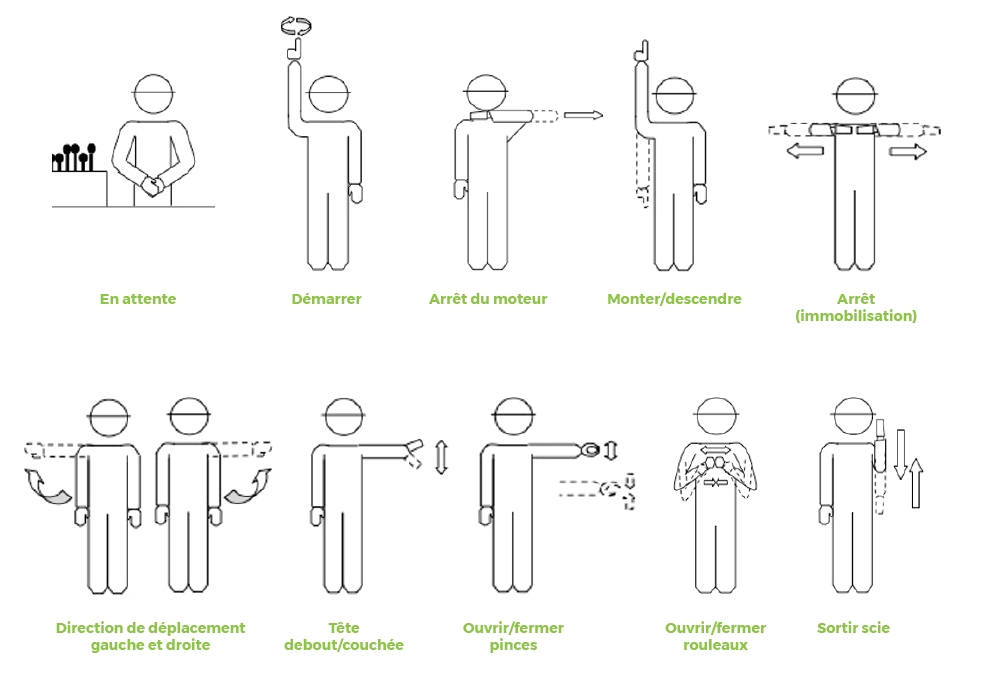 En attente
Démarrer
Arrêt du moteur
Monter/descendre
Arrêt
(immobilisation)
Direction de déplacement
gauche et droite
Tête
debout/couchée
Ouvrir/fermer
pinces
Ouvrir/fermer
rouleaux
Sortir scie